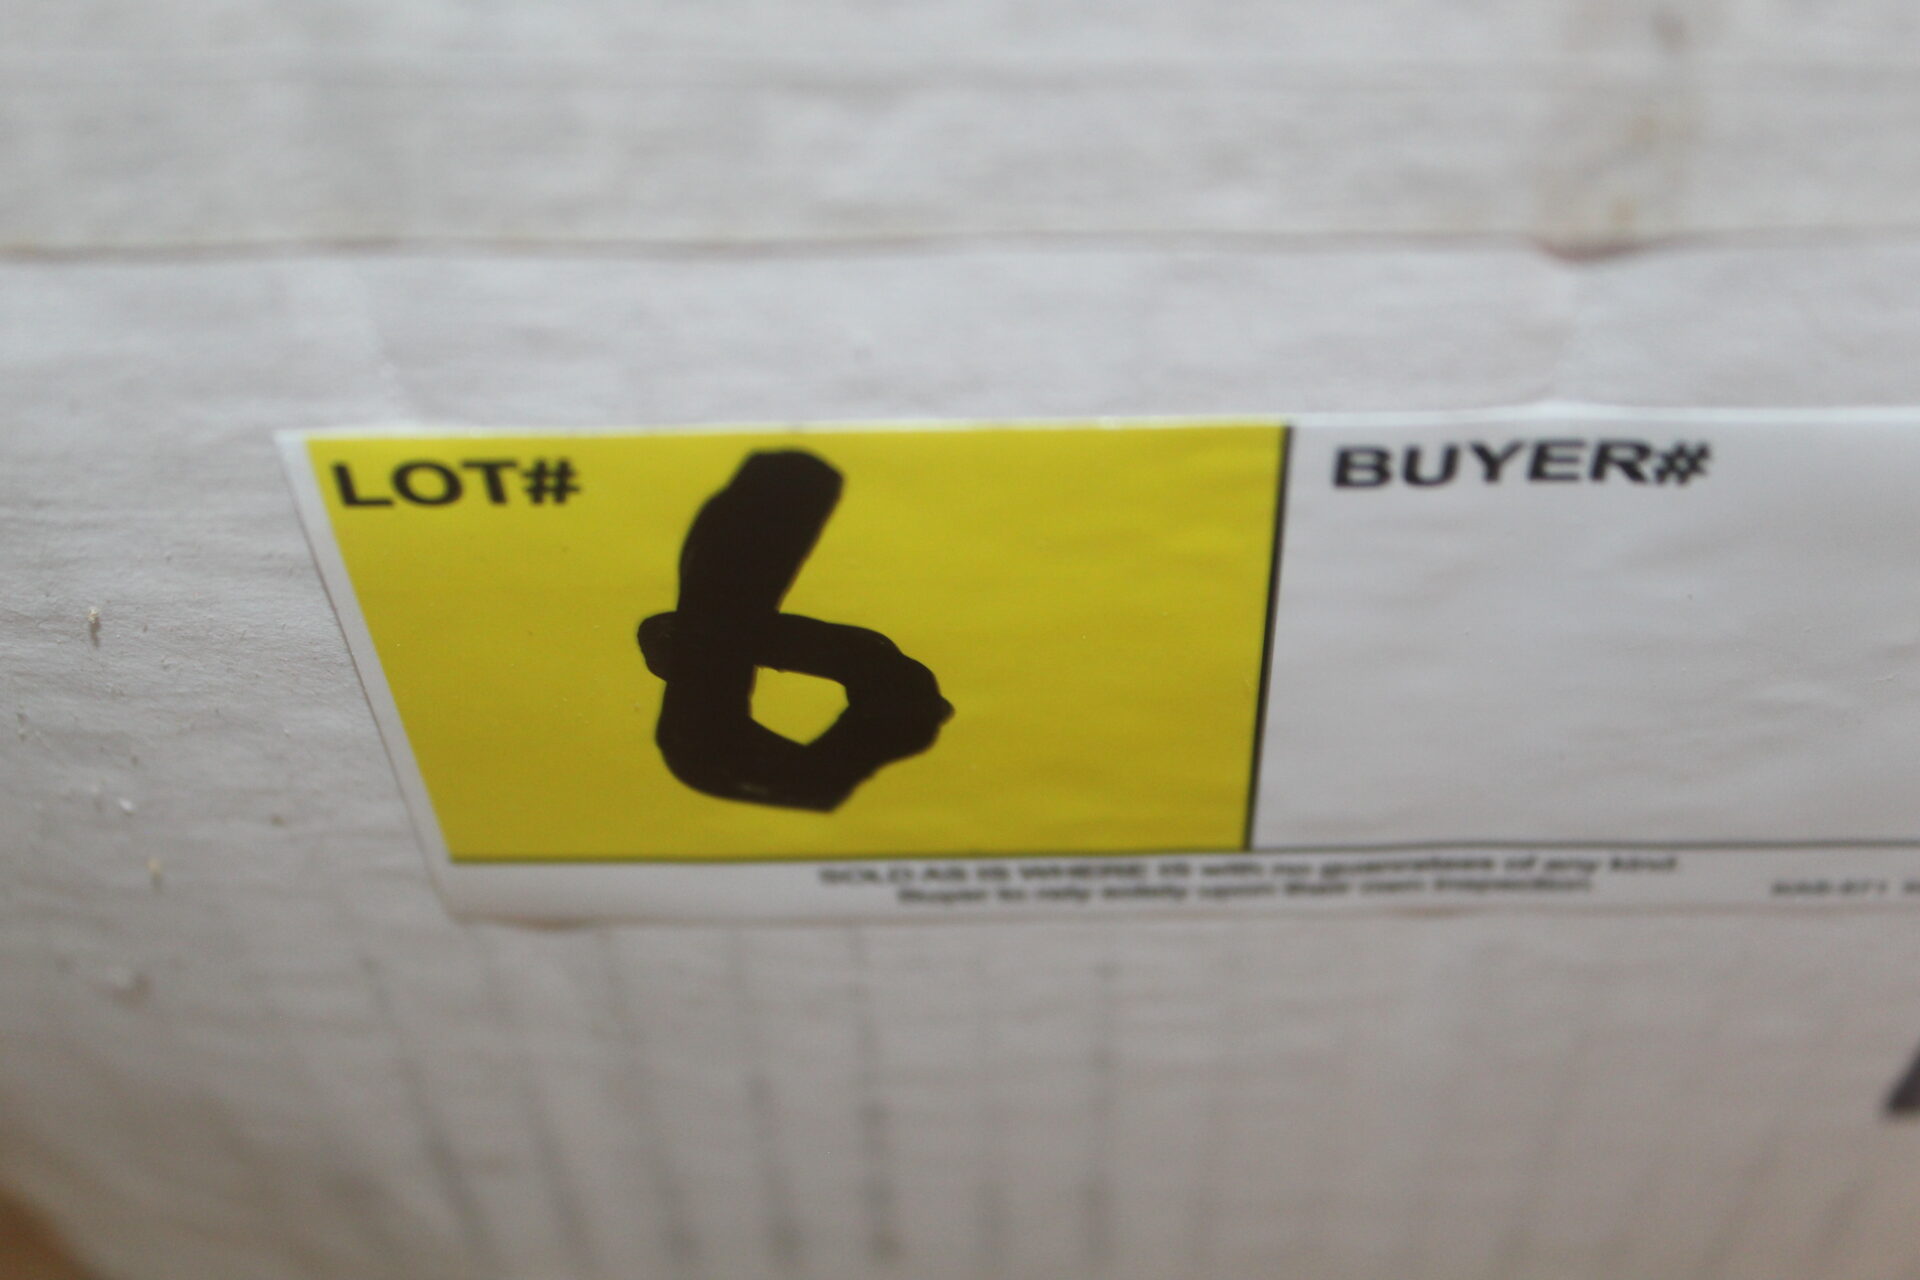 LOT# 6 BUYER#
SOLD AS IS WHERE IS with no guarantees of any kind.
Buyer to rely solely upon their own inspection.